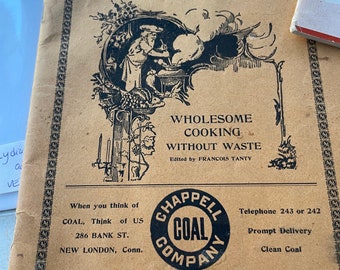 WHOLESOME
COOKING
WITHOUT WASTE
Edited by FRANCOIS TANTY
When you think of
COAL, Think of US
286 BANK ST.
NEW LONDON, Conn.
CHAPPELL
COAL
COMPANY
Telephone 243 or 242
Prompt Delivery
Clean Coal